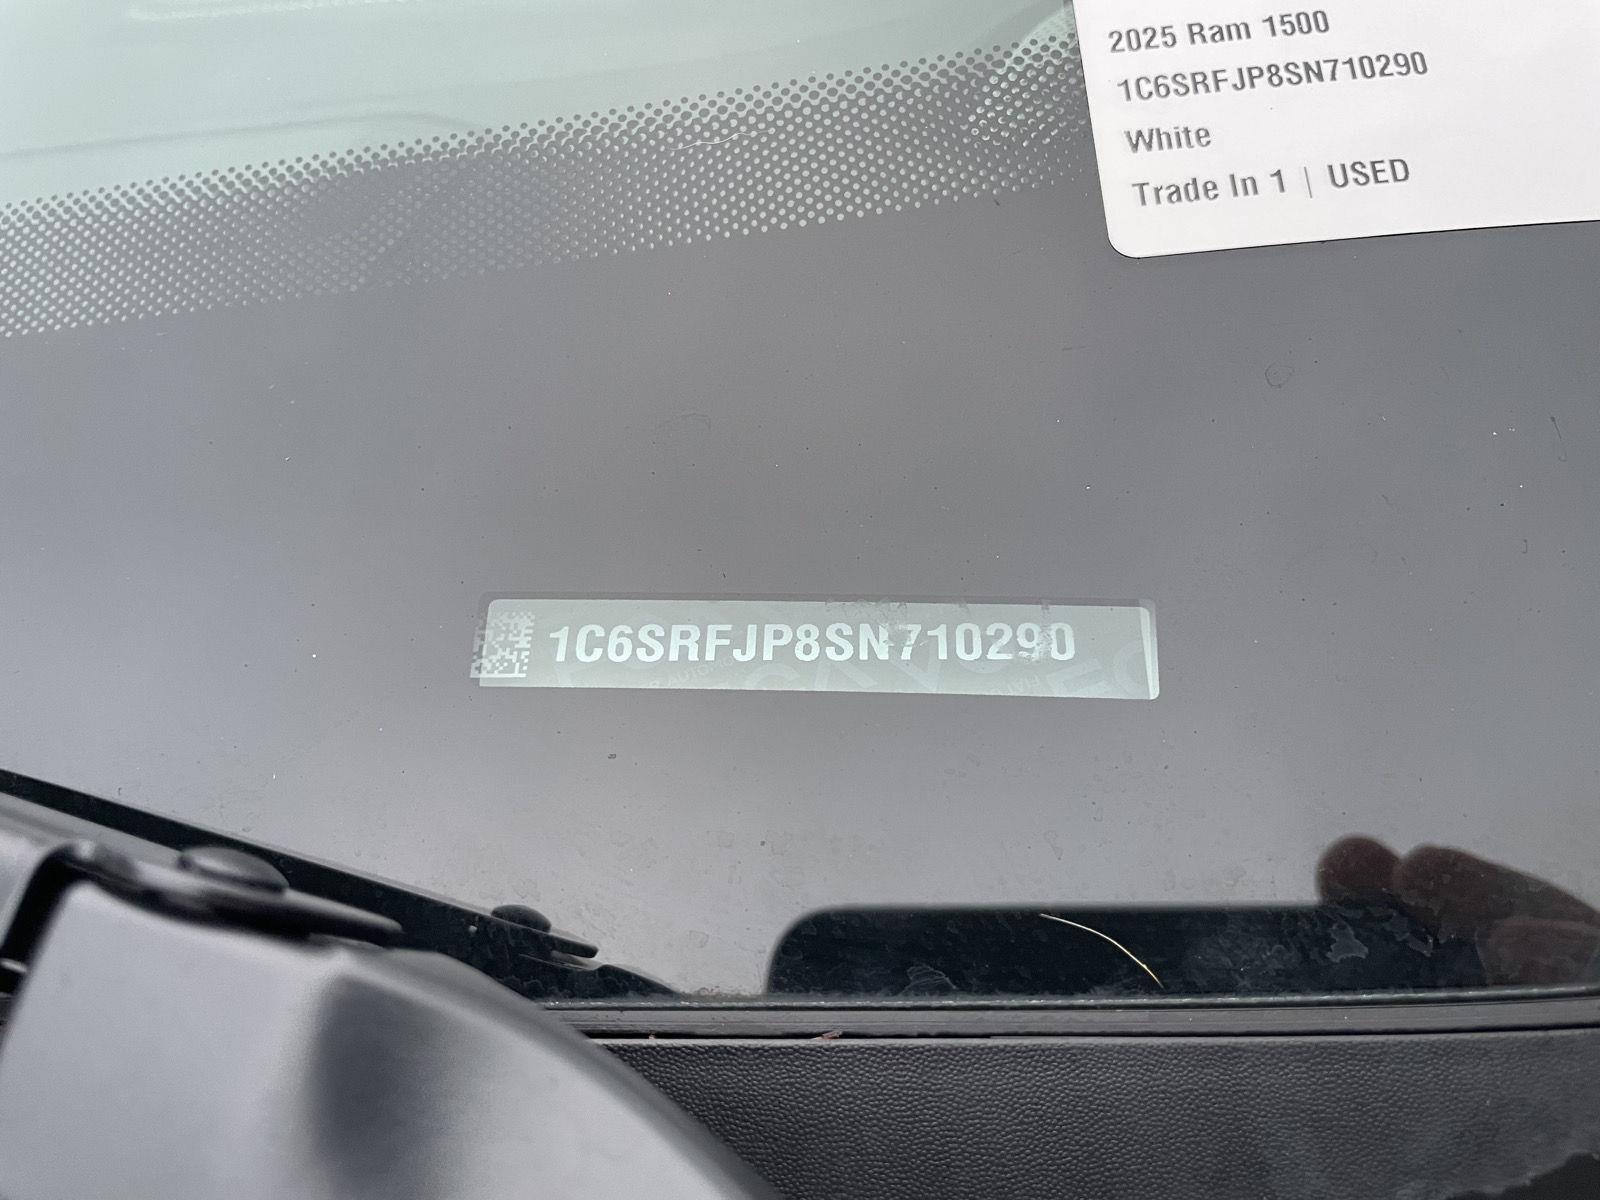 2025 Ram 1500
1C6SRFJP8SN710290
White
Trade In 1 | USED
1C6SRFJP8SN710290